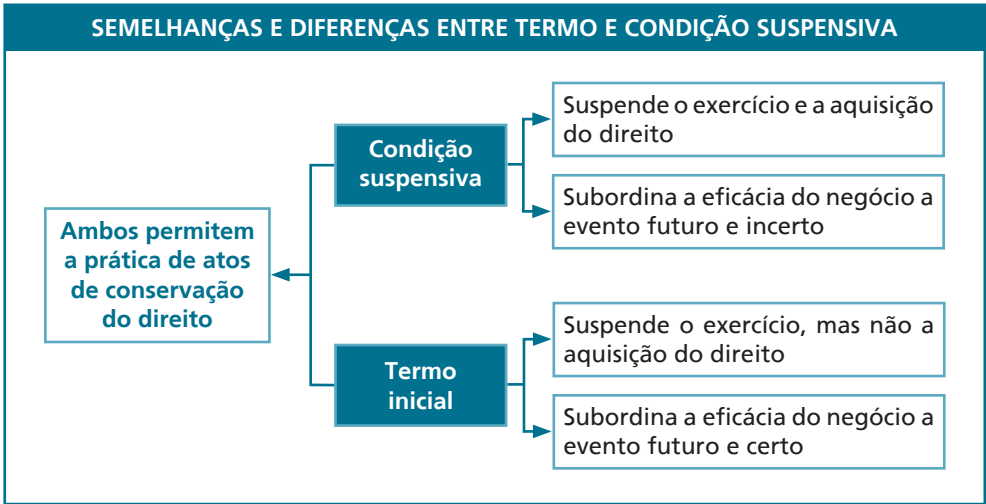 SEMELHANÇAS E DIFERENÇAS ENTRE TERMO E CONDIÇÃO SUSPENSIVA
Ambos permitem
a prática de atos
de conservação
do direito
Condição
suspensiva
Suspende o exercício e a aquisição
do direito
Subordina a eficácia do negócio a
evento futuro e incerto
Termo
inicial
Suspende o exercício, mas não a
aquisição do direito
Subordina a eficácia do negócio a
evento futuro e certo